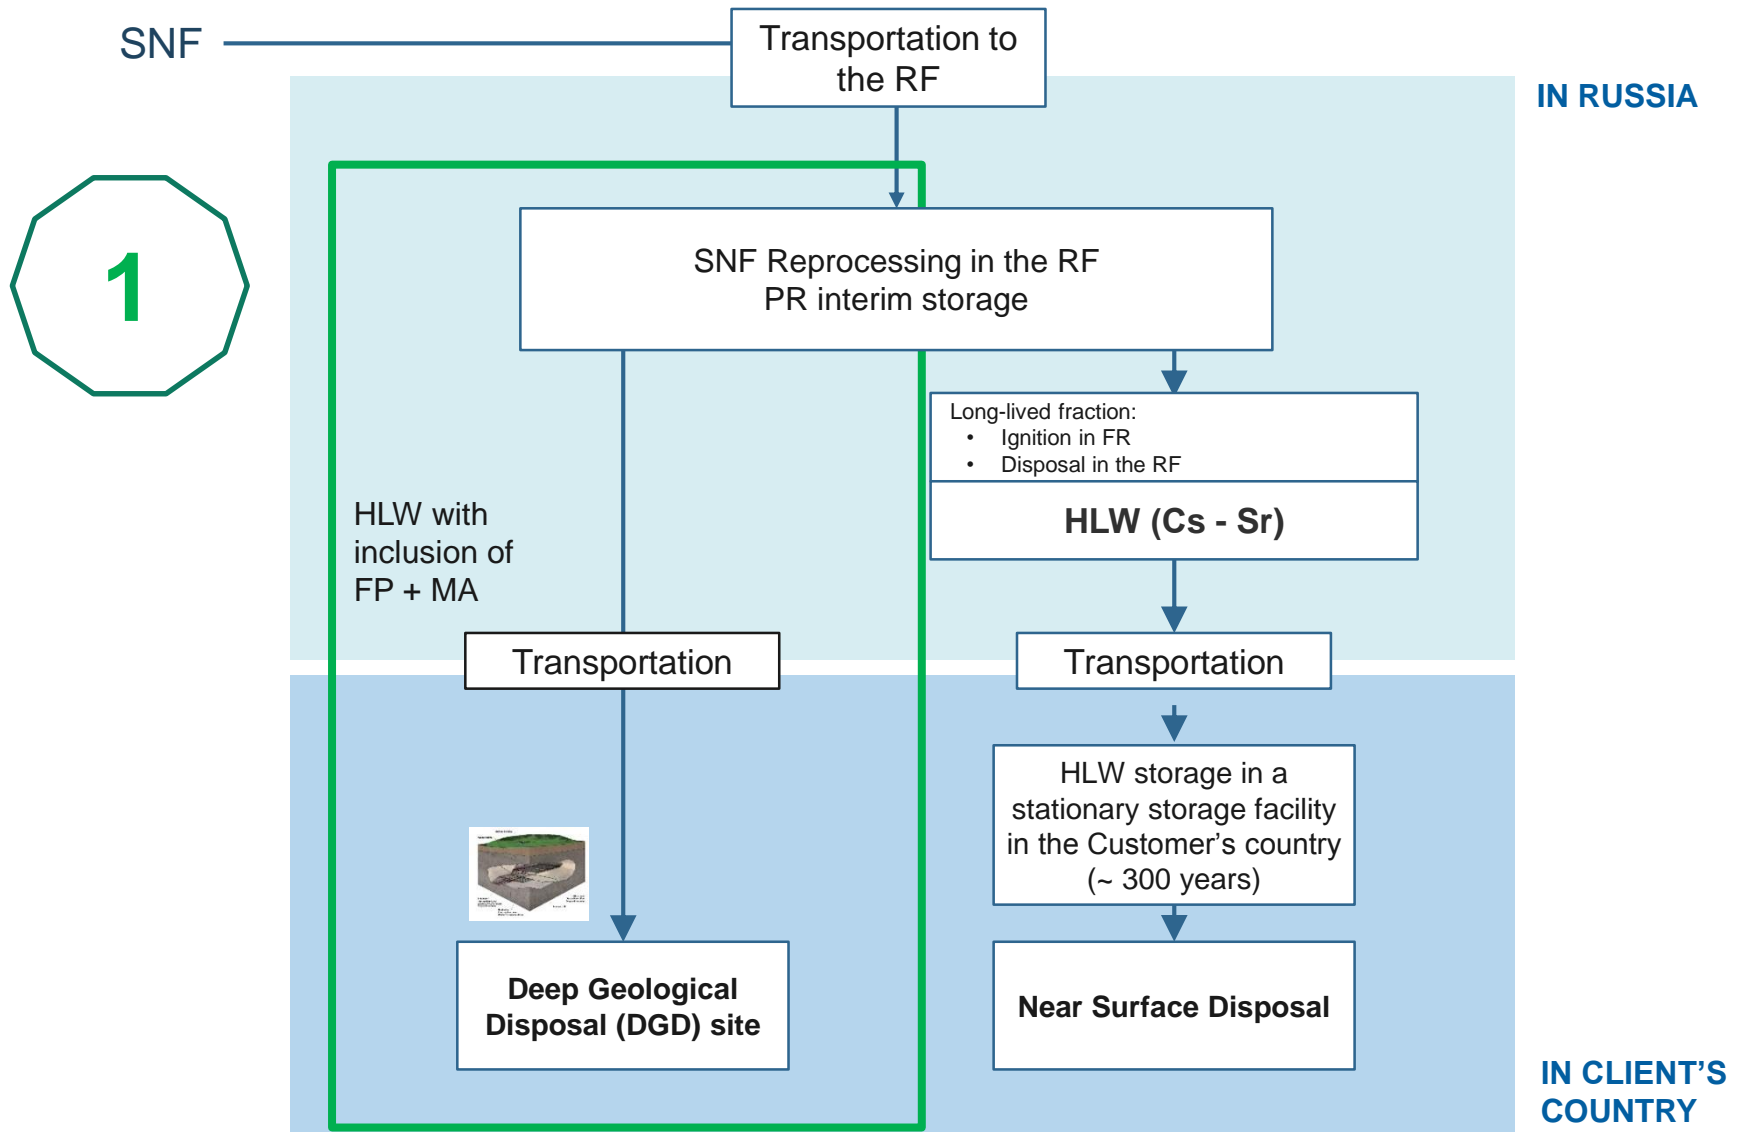 SNF
Transportation to
the RF
IN RUSSIA
1
SNF Reprocessing in the RF
PR interim storage
Long-lived fraction:
• Ignition in FR
• Disposal in the RF
HLW (Cs - Sr)
HLW with
inclusion of
FP + MA
Transportation
Transportation
HLW storage in a
stationary storage facility
in the Customer’s country
(~ 300 years)
Deep Geological
Disposal (DGD) site
Near Surface Disposal
IN CLIENT’S
COUNTRY